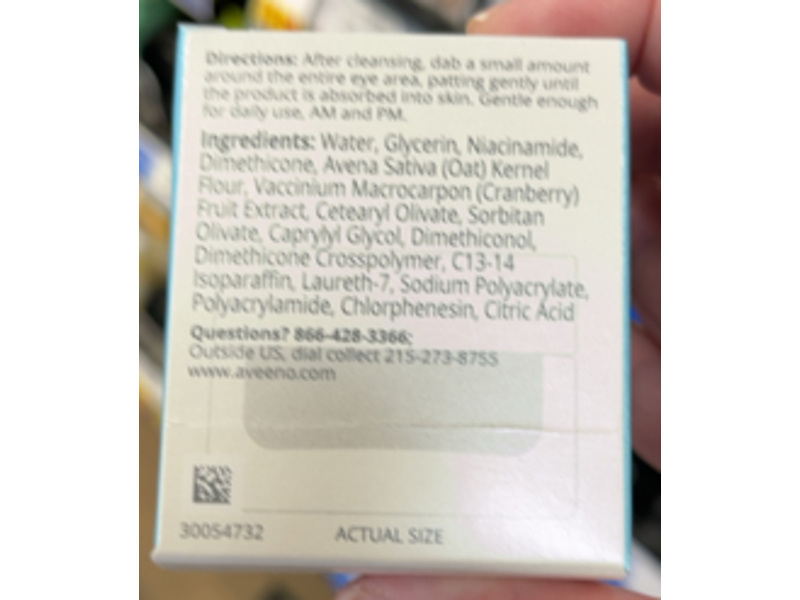 Directions: After cleansing, dab a small amount
around the entire eye area, patting gently until
the product is absorbed into skin. Gentle enough
for daily use, AM and PM.
Ingredients: Water, Glycerin, Niacinamide,
Dimethicone, Avena Sativa (Oat) Kernel
Flour, Vaccinium Macrocarpon (Cranberry)
Fruit Extract, Cetearyl Olivate, Sorbitan
Olivate, Caprylyl Glycol, Dimethiconol,
Dimethicone Crosspolymer, C13-14
Isoparaffin, Laureth-7, Sodium Polyacrylate,
Polyacrylamide, Chlorphenesin, Citric Acid
Questions? 866-428-3366;
Outside US, dial collect 215-273-8755
www.aveeno.com
30054732
ACTUAL SIZE